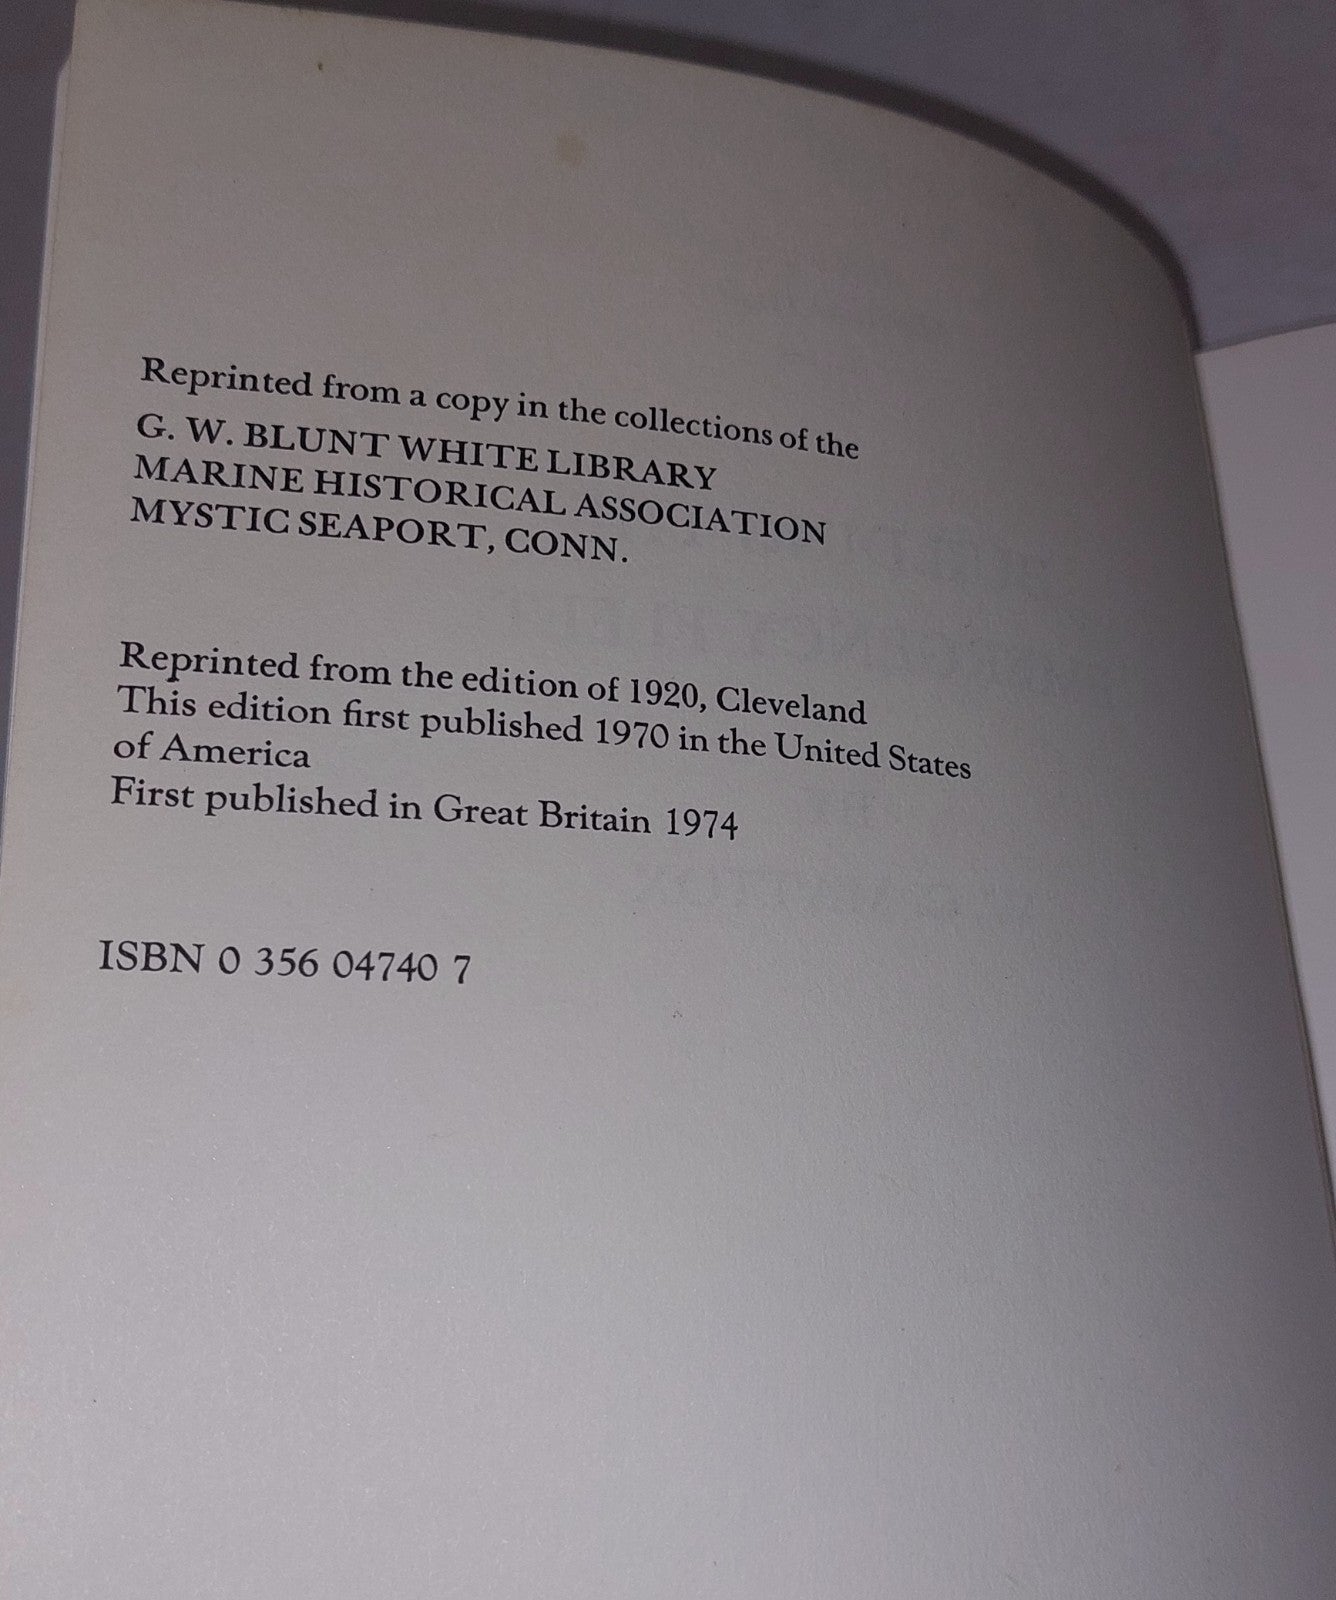 Reprinted from a copy in the collections of the
G. W. BLUNT WHITE LIBRARY
MARINE HISTORICAL ASSOCIATION
MYSTIC SEAPORT, CONN.
Reprinted from the edition of 1920, Cleveland
This edition first published 1970 in the United States
of America
First published in Great Britain 1974
ISBN 0 356 04740 7